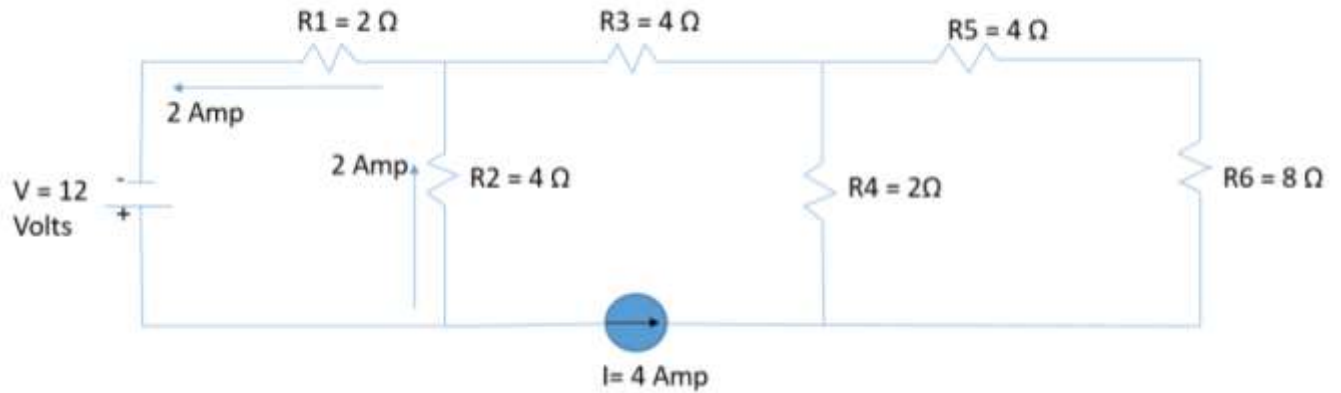 R1 = 2 Ω
R3 = 4 Ω
R5 = 4 Ω
2 Amp
2 Amp
R2 = 4 Ω
R4 = 2Ω
R6 = 8 Ω
-
V = 12
+
Volts
I= 4 Amp